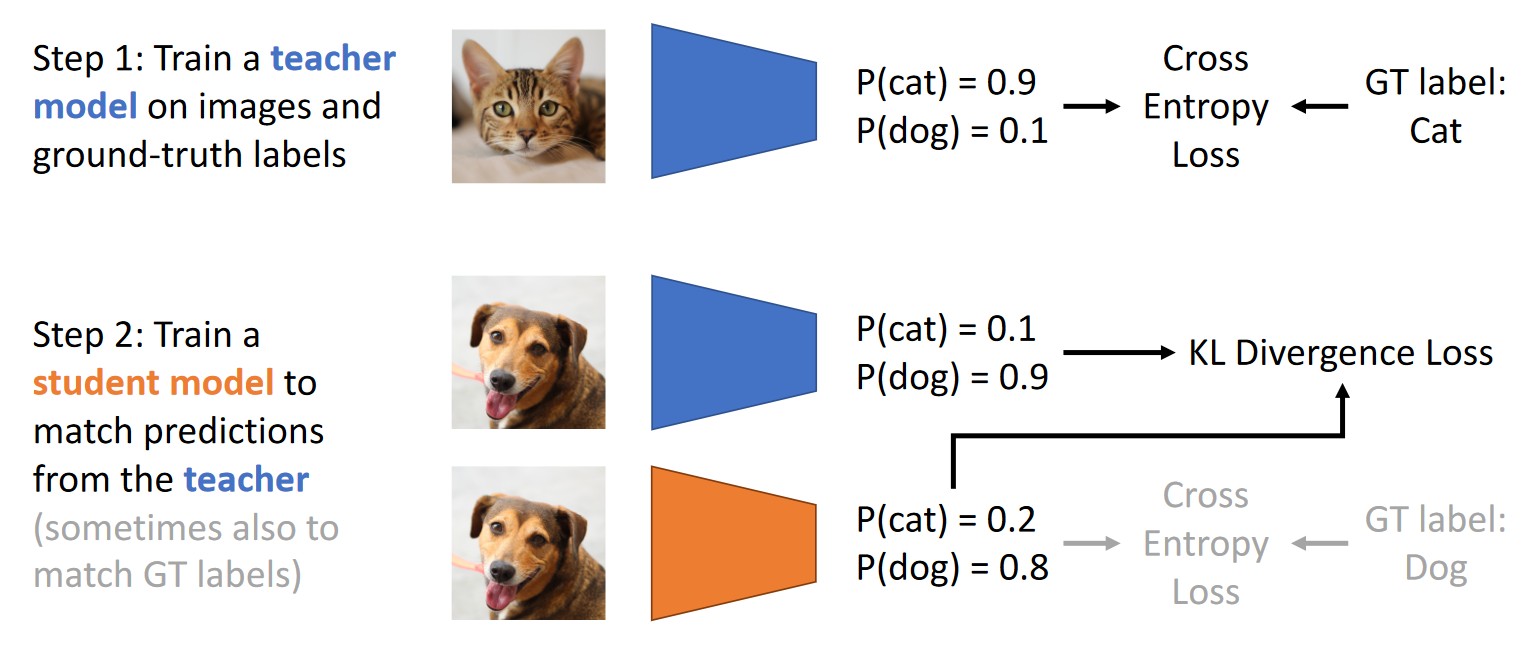 Step 1: Train a teacher
model on images and
ground-truth labels
P(cat) = 0.9
P(dog) = 0.1
Cross
Entropy
Loss
GT label:
Cat
Step 2: Train a
student model to
match predictions
from the teacher
(sometimes also to
match GT labels)
P(cat) = 0.1
P(dog) = 0.9
KL Divergence Loss
P(cat) = 0.2
P(dog) = 0.8
Cross
Entropy
Loss
GT label:
Dog